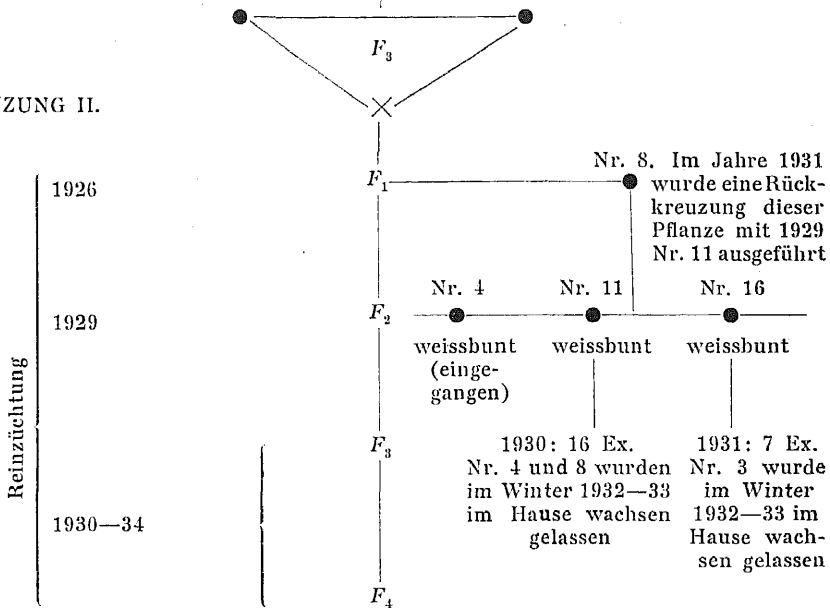 F₃
ZUNG II.
1926
F₁
Nr. 8. Im Jahre 1931
wurde eine Rück-
kreuzung dieser
Pflanze mit 1929
Nr. 11 ausgeführt
Nr. 4
Nr. 11
Nr. 16
1929
F₂
weissbunt
(einge-
gangen)
weissbunt
weissbunt
Reinzüchtung
F₃
1930: 16 Ex.
Nr. 4 und 8 wurden
im Winter 1932—33
im Hause wachsen
gelassen
1931: 7 Ex.
Nr. 3 wurde
im Winter
1932—33 im
Hause wach-
sen gelassen
1930—34
F₄